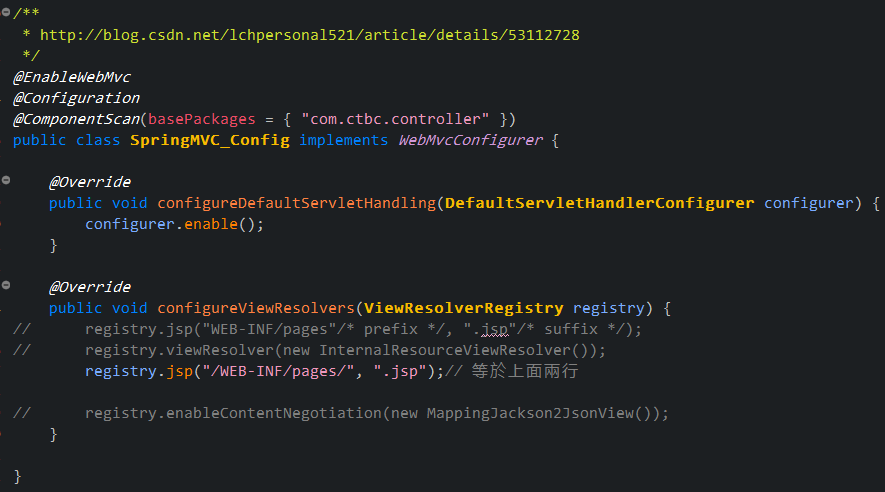 /**
 * http://blog.csdn.net/lchpersonal521/article/details/53112728
 */
@EnableWebMvc
@Configuration
@ComponentScan(basePackages = { "com.ctbc.controller" })
public class SpringMVC_Config implements WebMvcConfigurer {
    @Override
    public void configureDefaultServletHandling(DefaultServletHandlerConfigurer configurer) {
        configurer.enable();
    }
    @Override
    public void configureViewResolvers(ViewResolverRegistry registry) {
//      registry.jsp("WEB-INF/pages"/* prefix */, ".jsp"/* suffix */);
//      registry.viewResolver(new InternalResourceViewResolver());
        registry.jsp("/WEB-INF/pages/", ".jsp");// 等於上面兩行
//      registry.enableContentNegotiation(new MappingJackson2JsonView());
    }
}